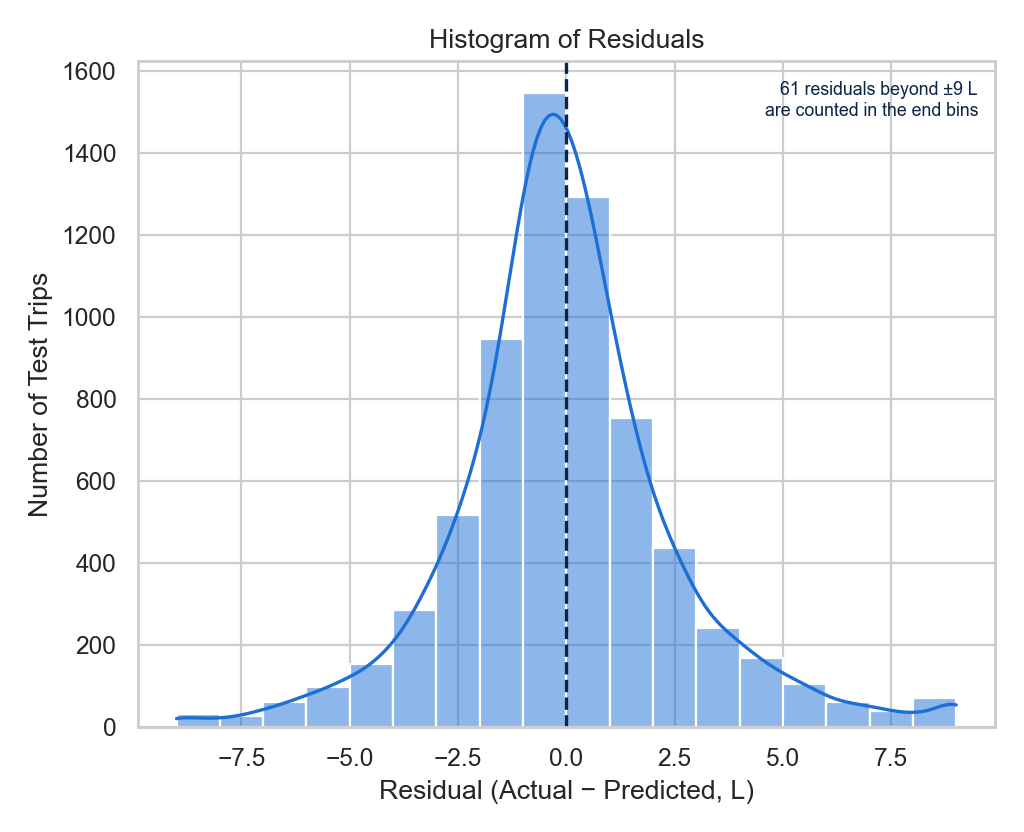 Histogram of Residuals
61 residuals beyond ±9 L
are counted in the end bins
Number of Test Trips
1600
1400
1200
1000
800
600
400
200
0
−7.5 −5.0 −2.5 0.0 2.5 5.0 7.5
Residual (Actual − Predicted, L)